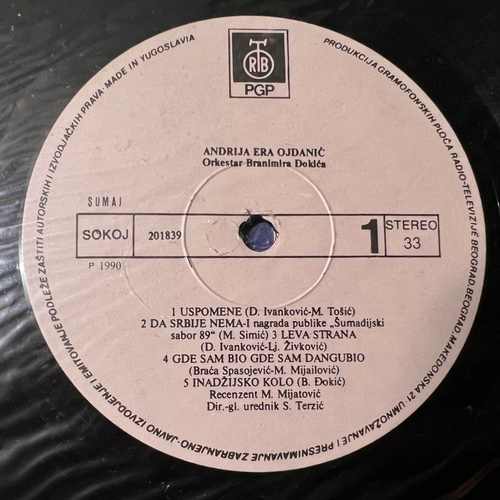 UMNOŽAVANJE I PRESNIMAVANJE ZABRANJENO-JAVNO IZVODJENJE I EMITOVANJE PODLEŽE ZAŠTITI AUTORSKIH I IZVODJAČKIH PRAVA·MADE IN YUGOSLAVIA
PRODUKCIJA GRAMOFONSKIH PLOČA RADIO-TELEVIZIJE BEOGRAD, BEOGRAD, MAKEDONSKA 21
RTB
PGP
ANDRIJA ERA OJDANIĆ
Orkestar Branimira Đokića
SUMAJ
SOKOJ
201839
1
STEREO
33
P 1990
1 USPOMENE (D. Ivanković-M. Tošić)
2 DA SRBIJE NEMA-I nagrada publike „Šumadijski
sabor 89“ (M. Simić) 3 LEVA STRANA
(D. Ivanković-Lj. Živković)
4 GDE SAM BIO GDE SAM DANGUBIO
(Braća Spasojević-M. Mijailović)
5 INADŽIJSKO KOLO (B. Đokić)
Recenzent M. Mijatović
Dir.-gl. urednik S. Terzić